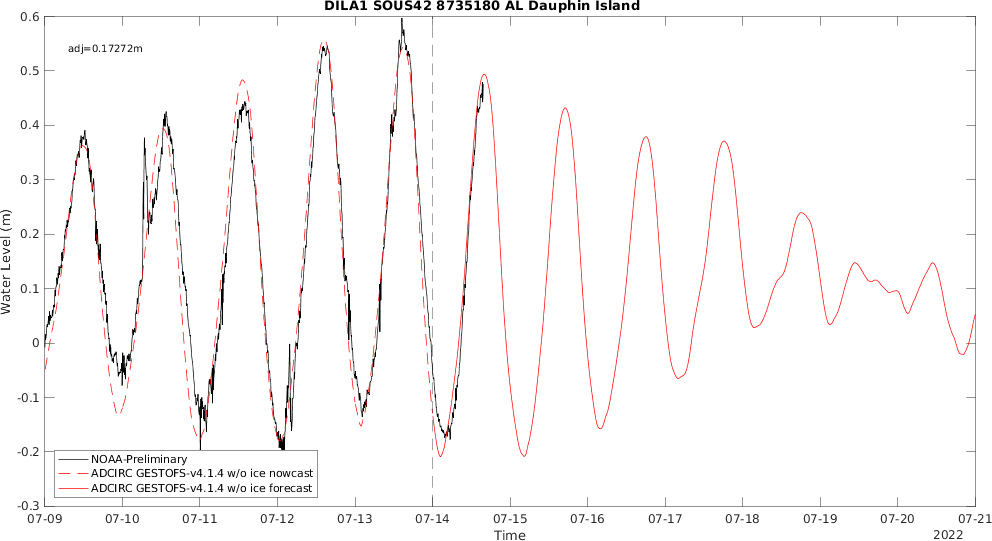 DILA1 SOUS42 8735180 AL Dauphin Island
0.6
adj=0.17272m
0.5
0.4
0.3
0.2
0.1
0
-0.1
-0.2
-0.3
Water Level (m)
NOAA-Preliminary
ADCIRC GESTOFS-v4.1.4 w/o ice nowcast
ADCIRC GESTOFS-v4.1.4 w/o ice forecast
07-09 07-10 07-11 07-12 07-13 07-14 07-15 07-16 07-17 07-18 07-19 07-20 07-21
Time
2022